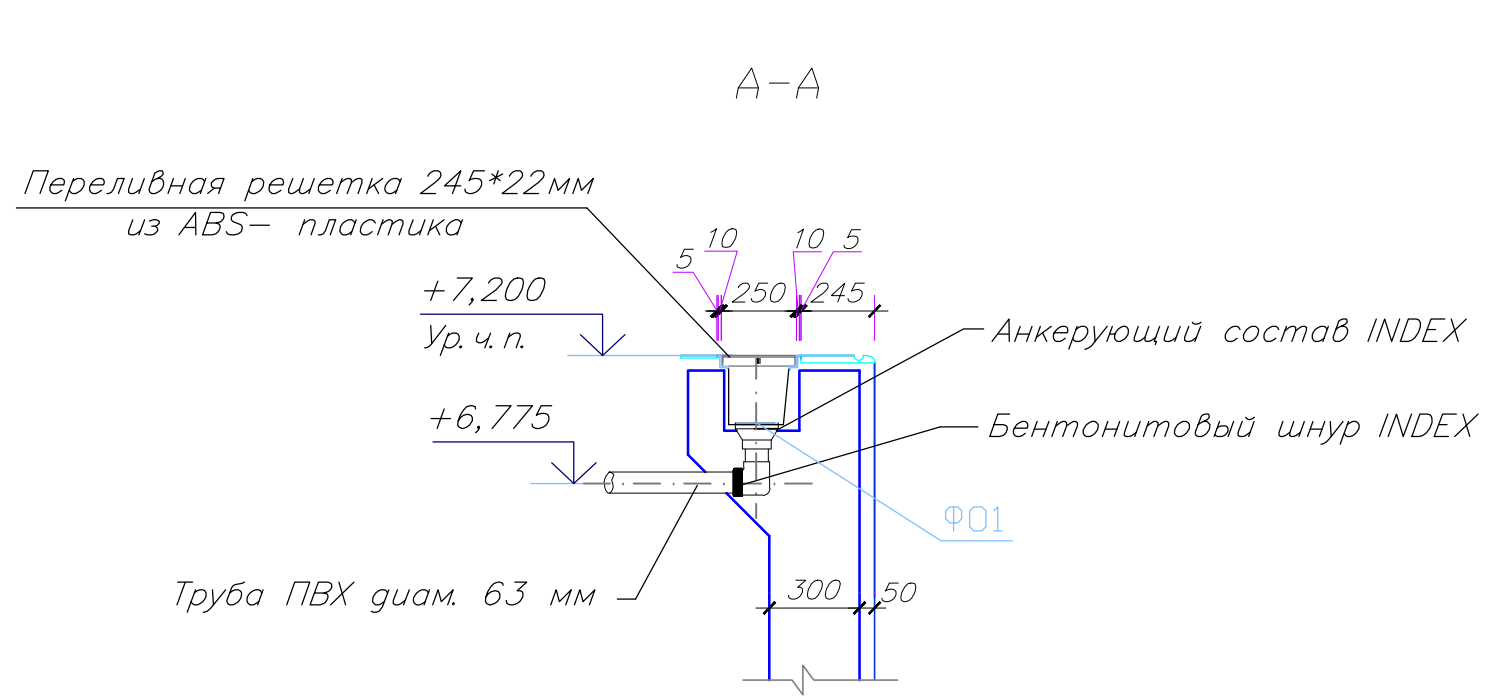 А-А
Переливная решетка 245*22мм
из ABS- пластика
10
10 5
5
250 245
+7,200
Ур. ч. п.
Анкерующий состав INDEX
+6,775
Бентонитовый шнур INDEX
ФО1
Труба ПВХ диам. 63 мм
300 50